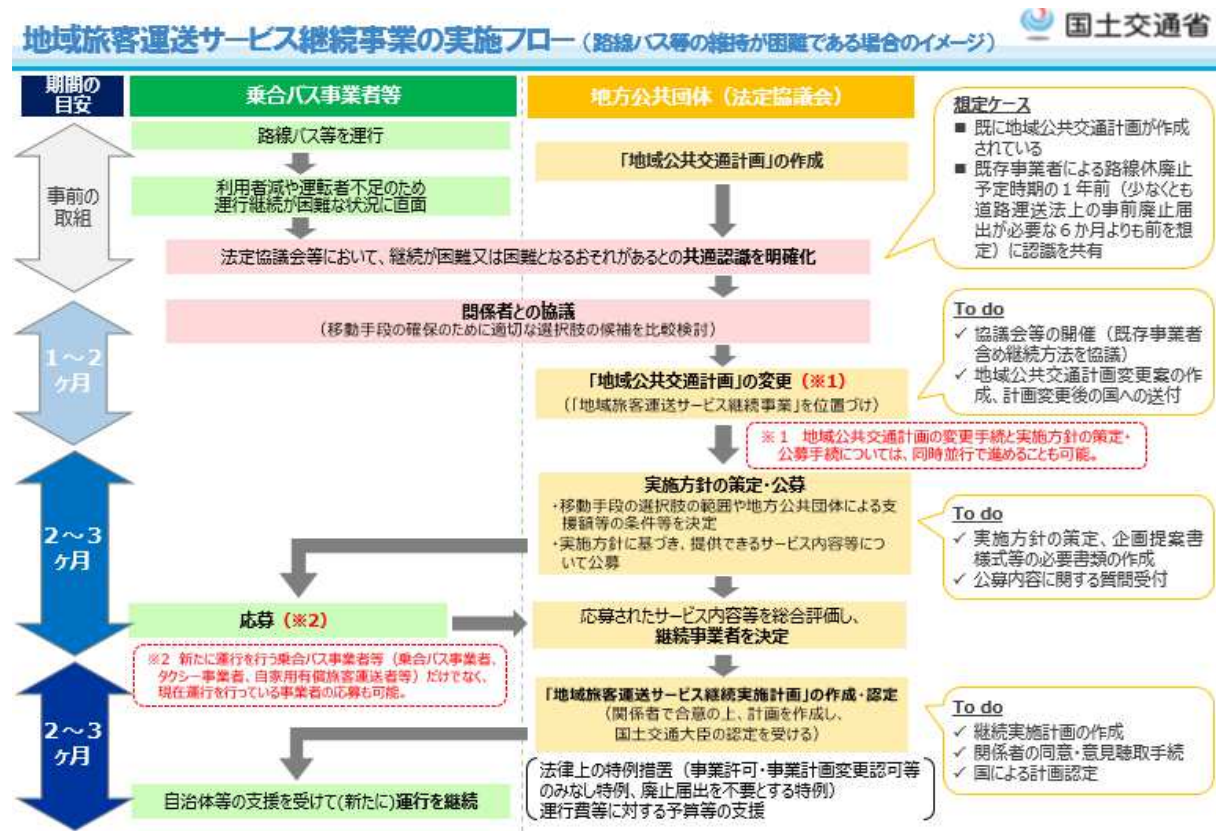 地域旅客運送サービス継続事業の実施フロー（路線バス等の維持が困難である場合のイメージ）
国土交通省
期間の
目安
乗合バス事業者等
地方公共団体（法定協議会）
事前の
取組
路線バス等を運行
利用者減や運転者不足のため
運行継続が困難な状況に直面
「地域公共交通計画」の作成
法定協議会等において、継続が困難又は困難となるおそれがあるとの共通認識を明確化
想定ケース
■ 既に地域公共交通計画が作成
されている
■ 既存事業者による路線休廃止
予定時期の１年前（少なくとも
道路運送法上の事前廃止届
出が必要な６か月よりも前を想
定）に認識を共有
１～２
ヶ月
関係者との協議
（移動手段の確保のために適切な選択肢の候補を比較検討）
「地域公共交通計画」の変更（※1）
（「地域旅客運送サービス継続事業」を位置づけ）
To do
✓ 協議会等の開催（既存事業者
含め継続方法を協議）
✓ 地域公共交通計画変更案の作
成、計画変更後の国への送付
※１　地域公共交通計画の変更手続と実施方針の策定・
公募手続については、同時並行で進めることも可能。
２～３
ヶ月
実施方針の策定・公募
・移動手段の選択肢の範囲や地方公共団体による支
援額等の条件等を決定
・実施方針に基づき、提供できるサービス内容等につ
いて公募
To do
✓ 実施方針の策定、企画提案書
様式等の必要書類の作成
✓ 公募内容に関する質問受付
応募（※2）
応募されたサービス内容等を総合評価し、
継続事業者を決定
※2 新たに運行を行う乗合バス事業者等（乗合バス事業者、
タクシー事業者、自家用有償旅客運送者等）だけでなく、
現在運行を行っている事業者の応募も可能。
２～３
ヶ月
「地域旅客運送サービス継続実施計画」の作成・認定
（関係者で合意の上、計画を作成し、
国土交通大臣の認定を受ける）
To do
✓ 継続実施計画の作成
✓ 関係者の同意・意見聴取手続
✓ 国による計画認定
自治体等の支援を受けて(新たに)運行を継続
法律上の特例措置（事業許可・事業計画変更認可等
のみなし特例、廃止届出を不要とする特例）
運行費等に対する予算等の支援